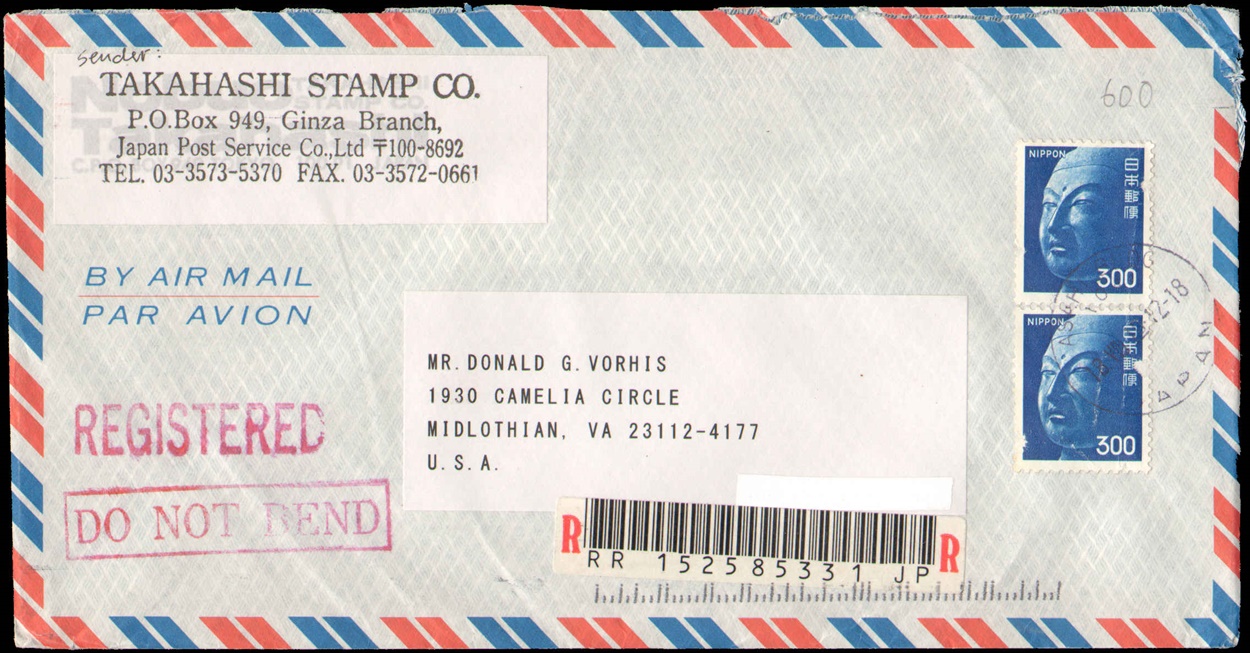 sender:
TAKAHASHI STAMP CO.
P.O.Box 949, Ginza Branch,
Japan Post Service Co.,Ltd 〒100-8692
TEL. 03-3573-5370 FAX. 03-3572-0661
600
NIPPON
日本郵便
300
BY AIR MAIL
PAR AVION
NIPPON
日本郵便
300
12-18
JAPAN
MR. DONALD G. VORHIS
1930 CAMELIA CIRCLE
MIDLOTHIAN, VA 23112-4177
U.S.A.
REGISTERED
DO NOT BEND
R R
RR 152585331 JP